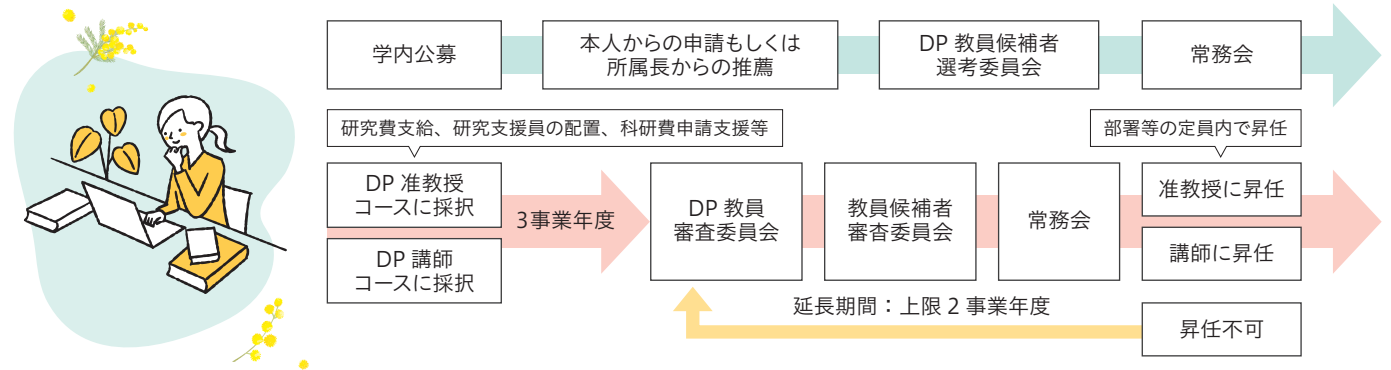 学内公募
本人からの申請もしくは
所属長からの推薦
DP 教員候補者
選考委員会
常務会
研究費支給、研究支援員の配置、科研費申請支援等
部署等の定員内で昇任
DP 准教授
コースに採択
DP 講師
コースに採択
3事業年度
DP 教員
審査委員会
教員候補者
審査委員会
常務会
准教授に昇任
講師に昇任
延長期間：上限 2 事業年度
昇任不可